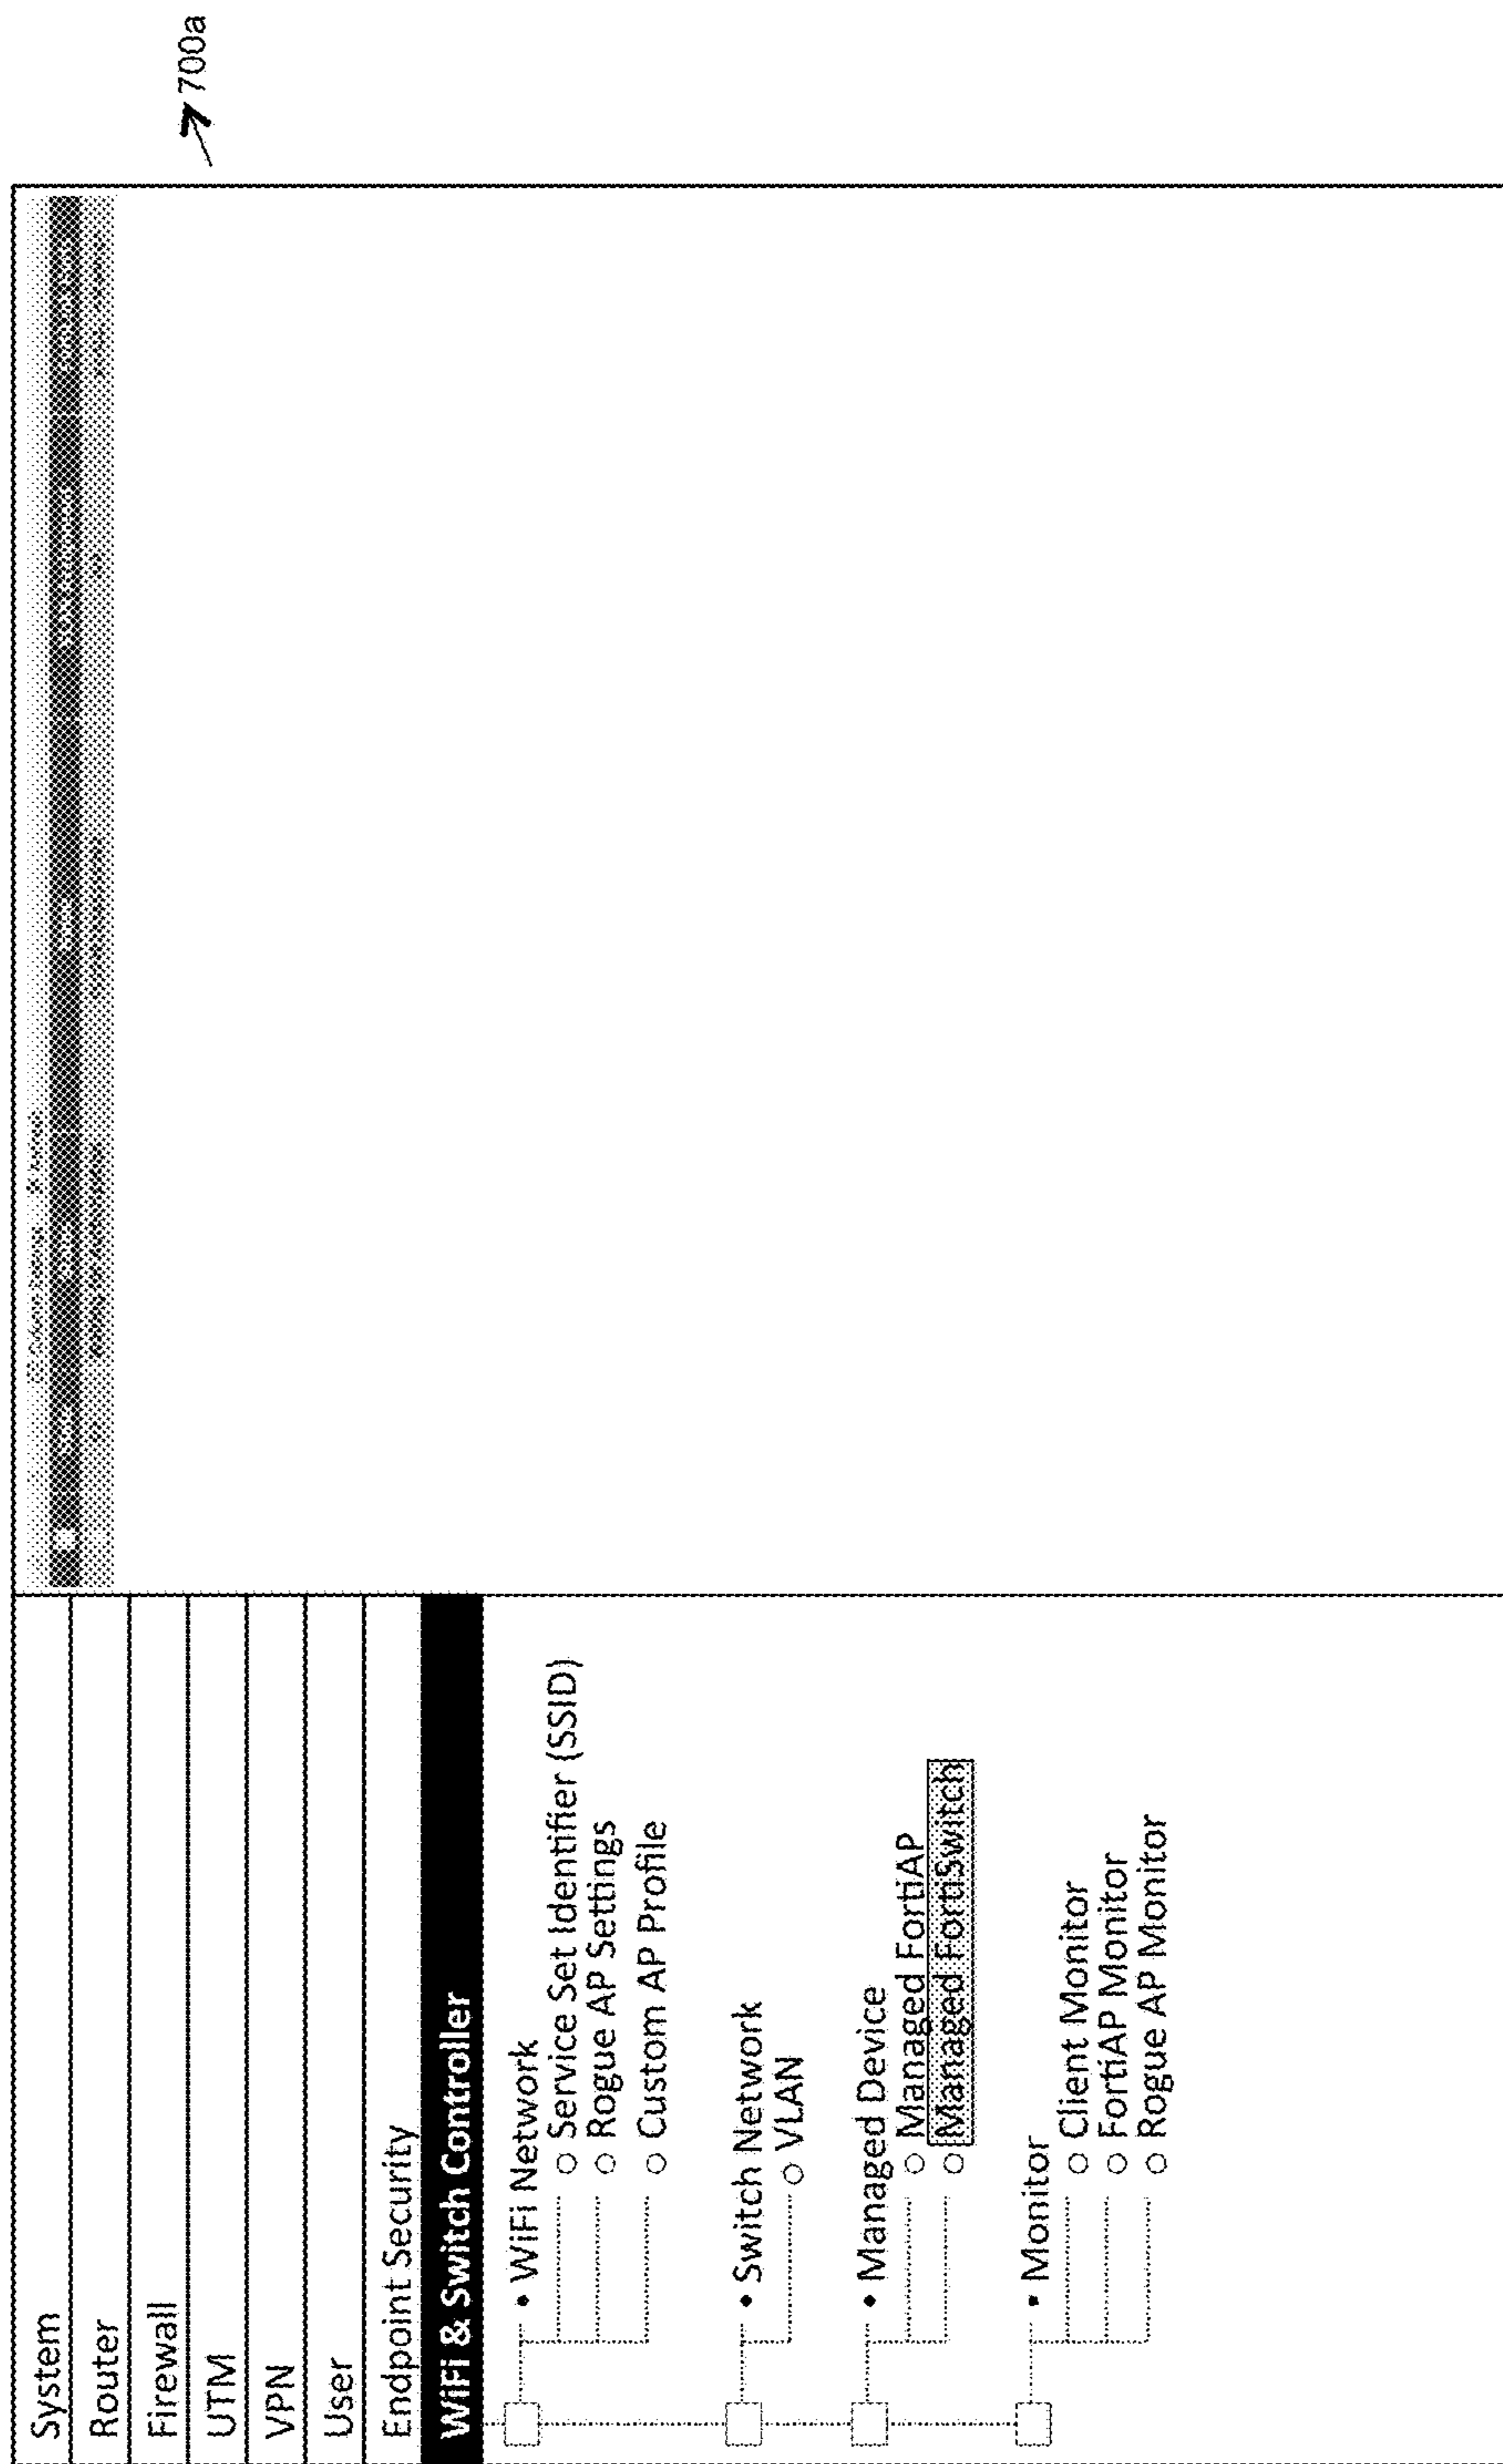 700a
System
Router
Firewall
UTM
VPN
User
Endpoint Security
WiFi & Switch Controller
• WiFi Network
○ Service Set Identifier (SSID)
○ Rogue AP Settings
○ Custom AP Profile
• Switch Network
○ VLAN
• Managed Device
○ Managed FortiAP
○ Managed FortiSwitch
• Monitor
○ Client Monitor
○ FortiAP Monitor
○ Rogue AP Monitor